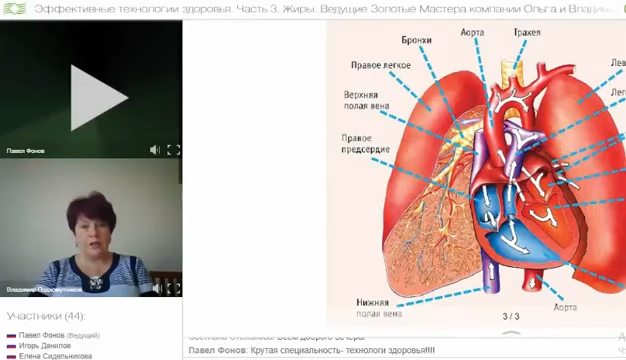 Эффективные технологии здоровья. Часть 3. Жиры. Ведущие Золотые Мастера компании Ольга и
Бронхи
Аорта
Трахея
Правое легкое
Верхняя
полая вена
Правое
предсердие
Павел Фонов
Владимир Подхомутников
Нижняя
полая вена
3 / 3
Аорта
Участники (44):
Павел Фонов (Ведущий)
Игорь Данилов
Елена Сидельникова
Павел Фонов: Крутая специальность- технологи здоровья!!!!